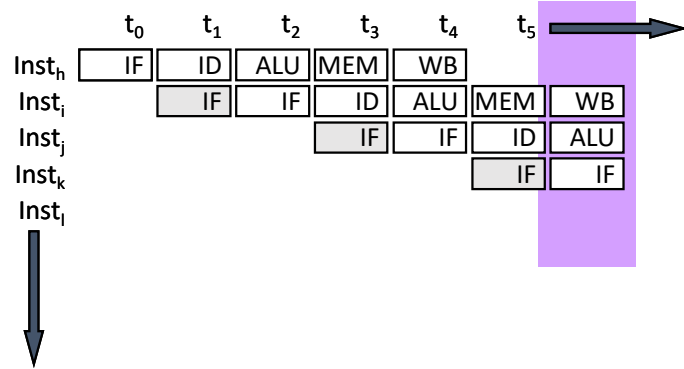 t0 t1 t2 t3 t4 t5
Insth IF ID ALU MEM WB
Insti IF IF ID ALU MEM WB
Instj IF IF ID ALU
Instk IF IF
Instl